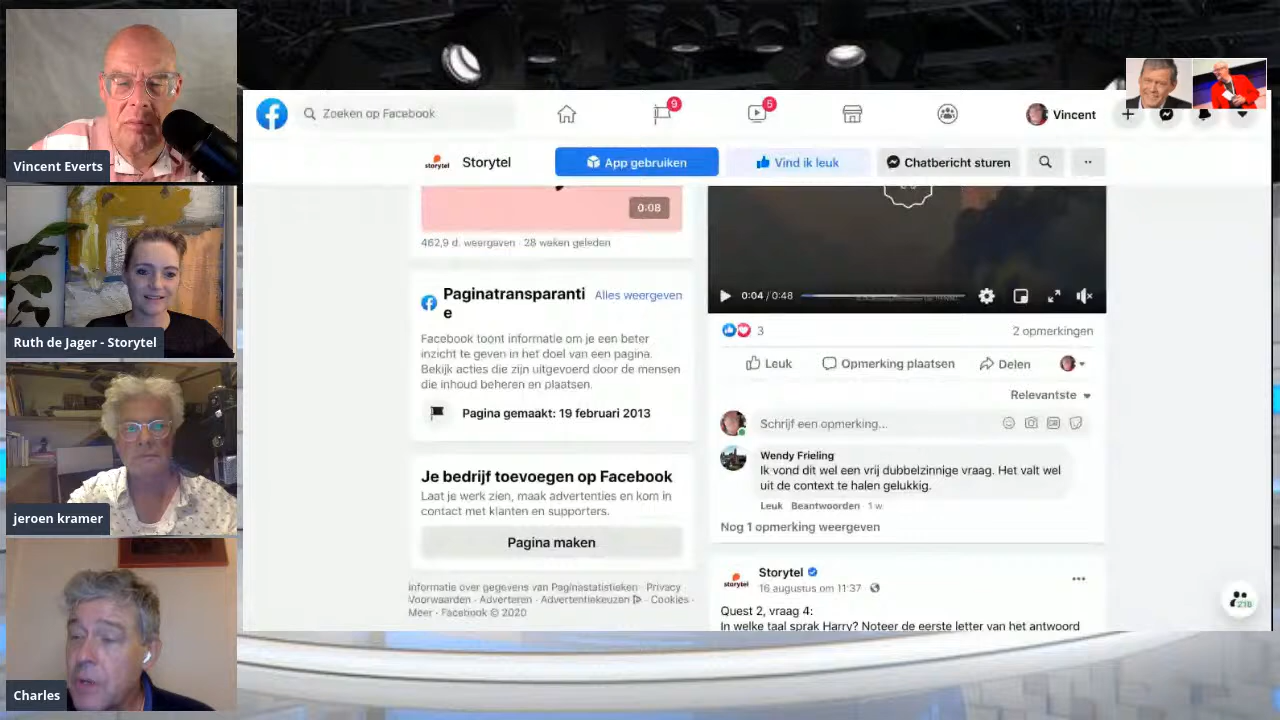 Vincent Everts
Ruth de Jager - Storytel
jeroen kramer
Charles
Zoeken op Facebook
9
5
Vincent
storytel
Storytel
App gebruiken
Vind ik leuk
Chatbericht sturen
0:08
462,9 d. weergaven · 28 weken geleden
Paginatransparanti
e
Alles weergeven
Facebook toont informatie om je een beter
inzicht te geven in het doel van een pagina.
Bekijk acties die zijn uitgevoerd door de mensen
die inhoud beheren en plaatsen.
Pagina gemaakt: 19 februari 2013
Je bedrijf toevoegen op Facebook
Laat je werk zien, maak advertenties en kom in
contact met klanten en supporters.
Pagina maken
Informatie over gegevens van Paginastatistieken · Privacy
Voorwaarden · Adverteren · Advertentiekeuzen · Cookies ·
Meer · Facebook © 2020
0:04 / 0:48
3
2 opmerkingen
Leuk
Opmerking plaatsen
Delen
Relevantste
Schrijf een opmerking...
Wendy Frieling
Ik vond dit wel een vrij dubbelzinnige vraag. Het valt wel
uit de context te halen gelukkig.
Leuk Beantwoorden · 1 w
Nog 1 opmerking weergeven
storytel
Storytel
16 augustus om 11:37
Quest 2, vraag 4:
In welke taal sprak Harry? Noteer de eerste letter van het antwoord
216